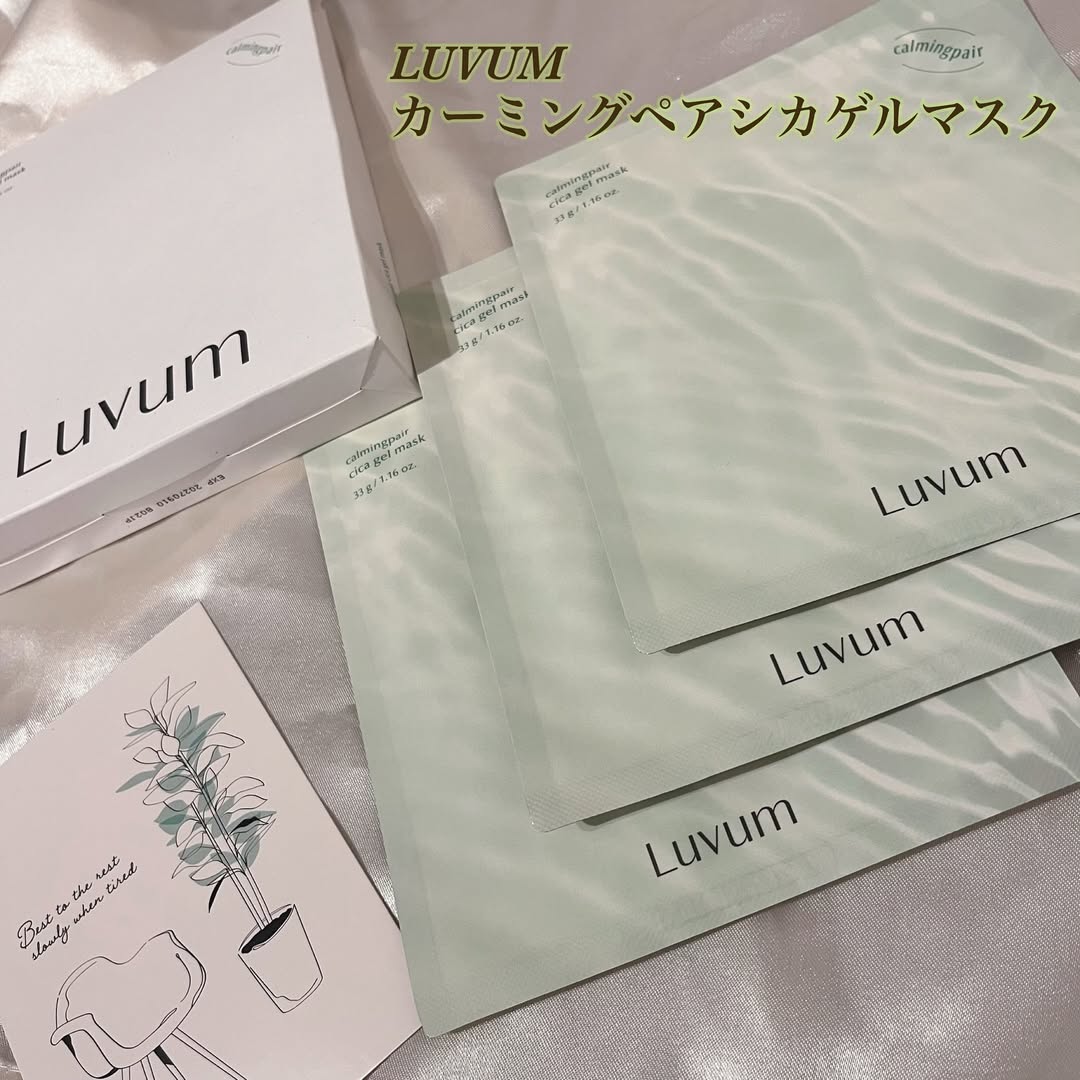 LUVUM
カーミングペアシカゲルマスク
calmingpair
Luvum
EXP 20270910 8021P
calmingpair
calmingpair
cica gel mask
33 g / 1.16 oz.
Luvum
calmingpair
cica gel mask
33 g / 1.16 oz.
Luvum
calmingpair
cica gel mask
33 g / 1.16 oz.
Luvum
Best to the rest
slowly when tired